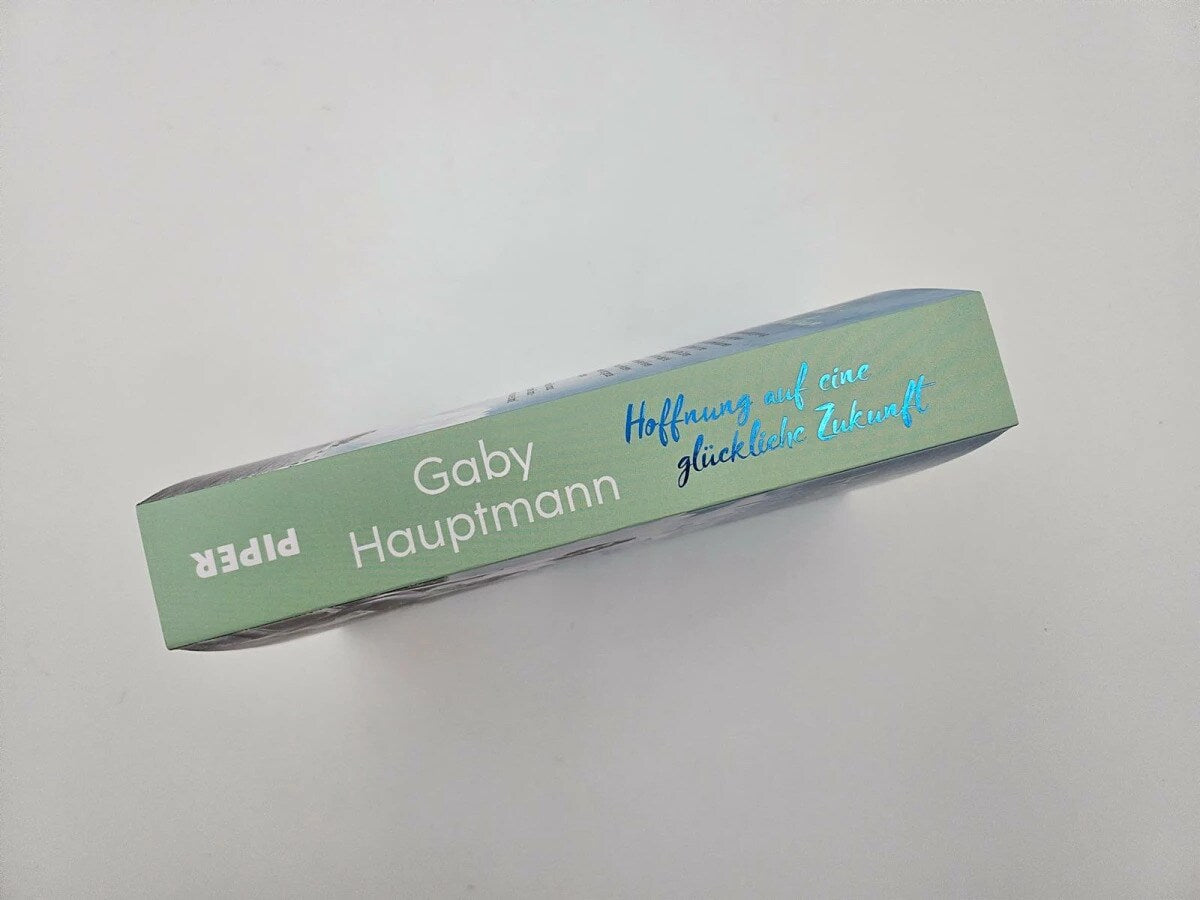 PIPER
Gaby
Hauptmann
Hoffnung auf eine
glückliche Zukunft